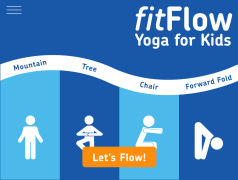 fitFlow
Yoga for Kids
Mountain
Tree
Chair
Forward Fold
Let's Flow!